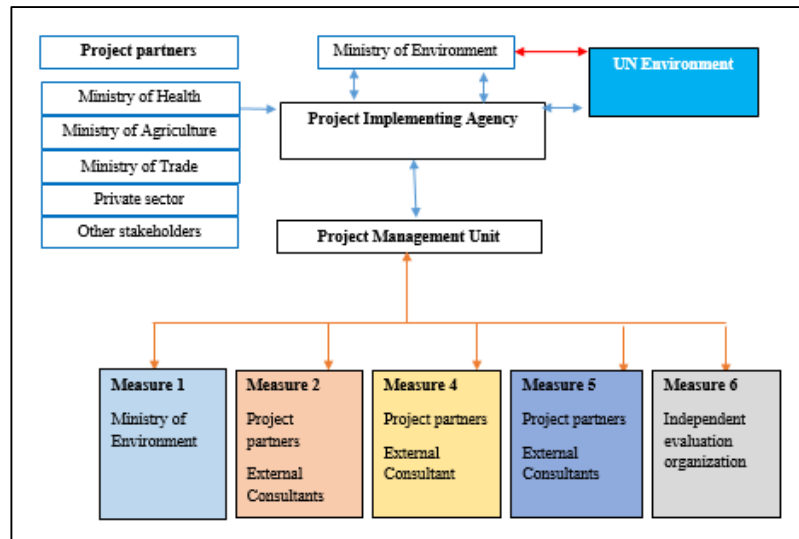 Project partners
Ministry of Environment
UN Environment
Ministry of Health
Ministry of Agriculture
Ministry of Trade
Private sector
Other stakeholders
Project Implementing Agency
Project Management Unit
Measure 1
Ministry of
Environment
Measure 2
Project
partners
External
Consultants
Measure 4
Project partners
External
Consultant
Measure 5
Project partners
External
Consultants
Measure 6
Independent
evaluation
organization